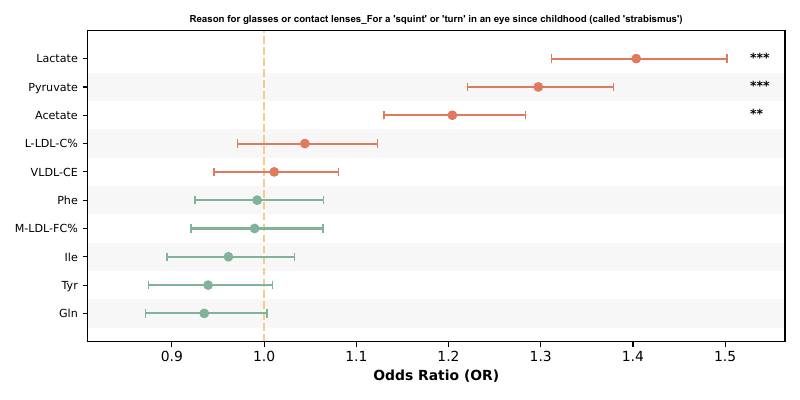 Reason for glasses or contact lenses_For a 'squint' or 'turn' in an eye since childhood (called 'strabismus')
Lactate ***
Pyruvate ***
Acetate **
L-LDL-C%
VLDL-CE
Phe
M-LDL-FC%
Ile
Tyr
Gln
0.9 1.0 1.1 1.2 1.3 1.4 1.5
Odds Ratio (OR)